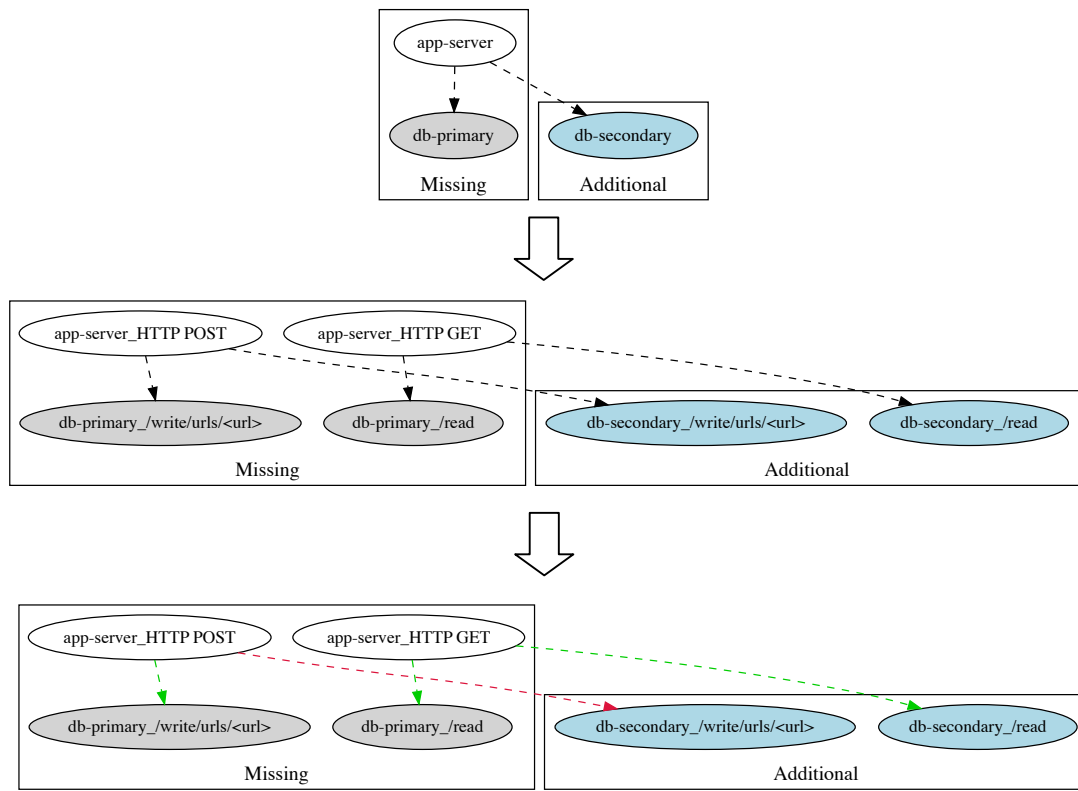 app-server
db-primary
db-secondary
Missing
Additional
app-server_HTTP POST
app-server_HTTP GET
db-primary_/write/urls/<url>
db-primary_/read
db-secondary_/write/urls/<url>
db-secondary_/read
Missing
Additional
app-server_HTTP POST
app-server_HTTP GET
db-primary_/write/urls/<url>
db-primary_/read
db-secondary_/write/urls/<url>
db-secondary_/read
Missing
Additional